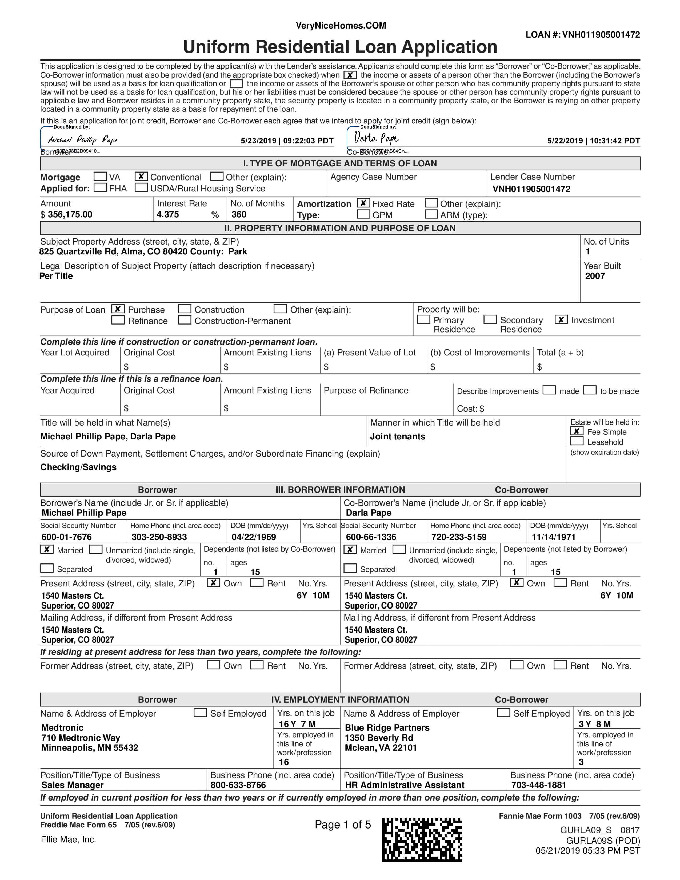 VeryNiceHomes.COM
LOAN #: VNH011905001472
Uniform Residential Loan Application
This application is designed to be completed by the applicant(s) with the Lender's assistance. Applicants should complete this form as "Borrower" or "Co-Borrower," as applicable.
Co-Borrower information must also be provided (and the appropriate box checked) when [X] the income or assets of a person other than the Borrower (including the Borrower's
spouse) will be used as a basis for loan qualification or [ ] the income or assets of the Borrower's spouse or other person who has community property rights pursuant to state
law will not be used as a basis for loan qualification, but his or her liabilities must be considered because the spouse or other person has community property rights pursuant to
applicable law and Borrower resides in a community property state, the security property is located in a community property state, or the Borrower is relying on other property
located in a community property state as a basis for repayment of the loan.
If this is an application for joint credit, Borrower and Co-Borrower each agree that we intend to apply for joint credit (sign below):
DocuSigned by: DocuSigned by:
Michael Phillip Pape 5/23/2019 | 09:22:03 PDT Darla Pape 5/22/2019 | 10:31:42 PDT
Borrower Co-Borrower
I. TYPE OF MORTGAGE AND TERMS OF LOAN
Mortgage [ ] VA [X] Conventional [ ] Other (explain): Agency Case Number Lender Case Number
Applied for: [ ] FHA [ ] USDA/Rural Housing Service VNH011905001472
Amount Interest Rate No. of Months Amortization [X] Fixed Rate [ ] Other (explain):
$ 356,175.00 4.375 % 360 Type: [ ] GPM [ ] ARM (type):
II. PROPERTY INFORMATION AND PURPOSE OF LOAN
Subject Property Address (street, city, state, & ZIP) No. of Units
825 Quartzville Rd, Alma, CO 80420 County: Park 1
Legal Description of Subject Property (attach description if necessary) Year Built
Per Title 2007
Purpose of Loan [X] Purchase [ ] Construction [ ] Other (explain): Property will be:
[ ] Refinance [ ] Construction-Permanent [ ] Primary Residence [ ] Secondary Residence [X] Investment
Complete this line if construction or construction-permanent loan.
Year Lot Acquired Original Cost Amount Existing Liens (a) Present Value of Lot (b) Cost of Improvements Total (a + b)
$ $ $ $ $
Complete this line if this is a refinance loan.
Year Acquired Original Cost Amount Existing Liens Purpose of Refinance Describe Improvements [ ] made [ ] to be made
$ $ Cost: $
Title will be held in what Name(s) Manner in which Title will be held Estate will be held in:
Michael Phillip Pape, Darla Pape Joint tenants [X] Fee Simple
[ ] Leasehold
Source of Down Payment, Settlement Charges, and/or Subordinate Financing (explain) (show expiration date)
Checking/Savings
Borrower III. BORROWER INFORMATION Co-Borrower
Borrower's Name (include Jr. or Sr. if applicable) Co-Borrower's Name (include Jr. or Sr. if applicable)
Michael Phillip Pape Darla Pape
Social Security Number Home Phone (incl. area code) DOB (mm/dd/yyyy) Yrs. School Social Security Number Home Phone (incl. area code) DOB (mm/dd/yyyy) Yrs. School
600-01-7676 303-250-8933 04/22/1969 600-66-1336 720-233-5159 11/14/1971
[X] Married [ ] Unmarried (include single, Dependents (not listed by Co-Borrower) [X] Married [ ] Unmarried (include single, Dependents (not listed by Borrower)
divorced, widowed) no. ages divorced, widowed) no. ages
[ ] Separated 1 15 [ ] Separated 1 15
Present Address (street, city, state, ZIP) [X] Own [ ] Rent No. Yrs. Present Address (street, city, state, ZIP) [X] Own [ ] Rent No. Yrs.
1540 Masters Ct. 6Y 10M 1540 Masters Ct. 6Y 10M
Superior, CO 80027 Superior, CO 80027
Mailing Address, if different from Present Address Mailing Address, if different from Present Address
1540 Masters Ct. 1540 Masters Ct.
Superior, CO 80027 Superior, CO 80027
If residing at present address for less than two years, complete the following:
Former Address (street, city, state, ZIP) [ ] Own [ ] Rent No. Yrs. Former Address (street, city, state, ZIP) [ ] Own [ ] Rent No. Yrs.
Borrower IV. EMPLOYMENT INFORMATION Co-Borrower
Name & Address of Employer [ ] Self Employed Yrs. on this job Name & Address of Employer [ ] Self Employed Yrs. on this job
16 Y 7 M 3 Y 8 M
Medtronic Yrs. employed in Blue Ridge Partners Yrs. employed in
710 Medtronic Way this line of 1350 Beverly Rd this line of
Minneapolis, MN 55432 work/profession Mclean, VA 22101 work/profession
16 3
Position/Title/Type of Business Business Phone (incl. area code) Position/Title/Type of Business Business Phone (incl. area code)
Sales Manager 800-633-8766 HR Administrative Assistant 703-448-1881
If employed in current position for less than two years or if currently employed in more than one position, complete the following:
Uniform Residential Loan Application Fannie Mae Form 1003 7/05 (rev.6/09)
Freddie Mac Form 65 7/05 (rev.6/09) Page 1 of 5
GURLA09_S 0817
Ellie Mae, Inc. GURLA09S (POD)
05/21/2019 05:33 PM PST